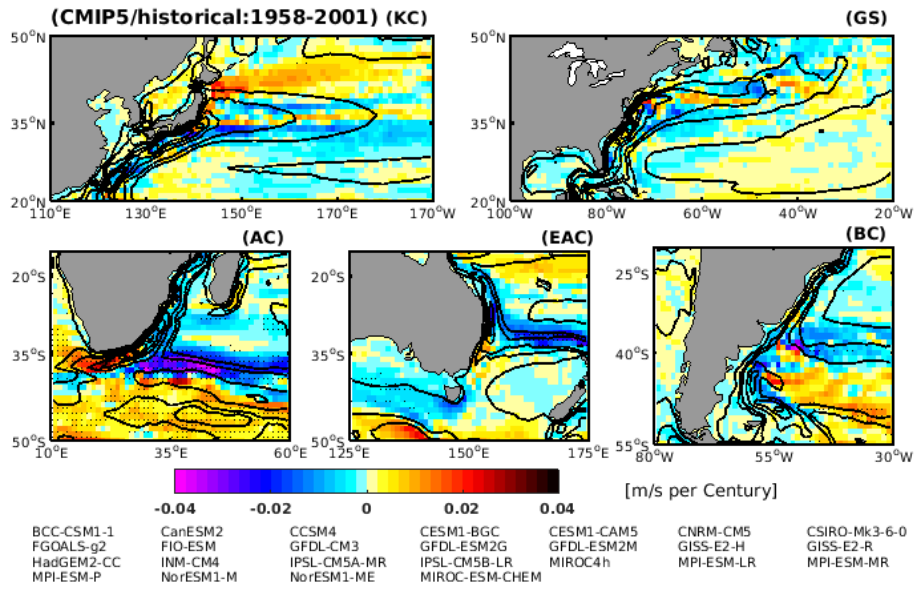 (CMIP5/historical:1958-2001) (KC) (GS)
50°N 50°N
35°N 35°N
20°N 20°N
110°E 130°E 150°E 170°E 170°W 100°W 80°W 60°W 40°W 20°W
(AC) (EAC) (BC)
20°S 20°S 25°S
35°S 35°S 40°S
50°S 50°S 55°S
10°E 35°E 60°E 125°E 150°E 175°E 80°W 55°W 30°W
-0.04 -0.02 0 0.02 0.04 [m/s per Century]
BCC-CSM1-1 CanESM2 CCSM4 CESM1-BGC CESM1-CAM5 CNRM-CM5 CSIRO-Mk3-6-0
FGOALS-g2 FIO-ESM GFDL-CM3 GFDL-ESM2G GFDL-ESM2M GISS-E2-H GISS-E2-R
HadGEM2-CC INM-CM4 IPSL-CM5A-MR IPSL-CM5B-LR MIROC4h MPI-ESM-LR MPI-ESM-MR
MPI-ESM-P NorESM1-M NorESM1-ME MIROC-ESM-CHEM